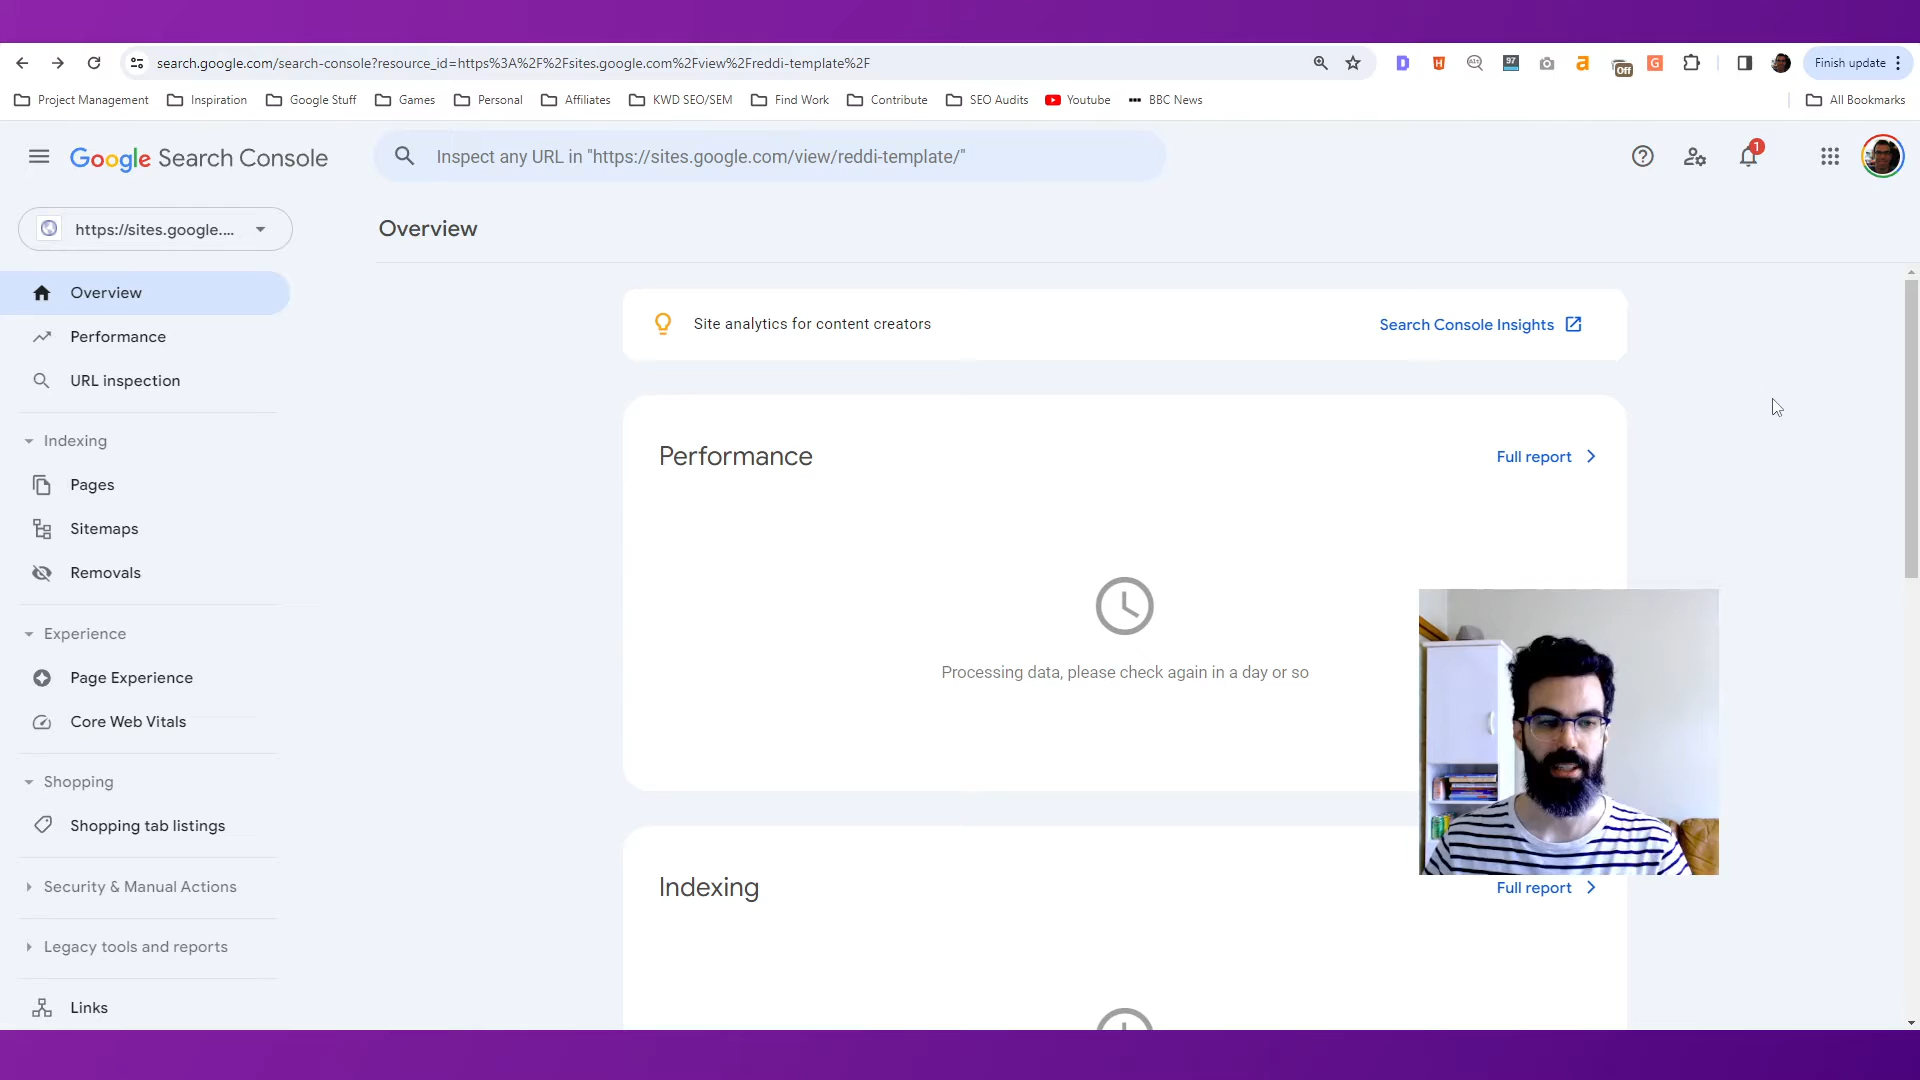 search.google.com/search-console?resource_id=https%3A%2F%2Fsites.google.com%2Fview%2Freddi-template%2F
97
Off
Finish update
Project Management
Inspiration
Google Stuff
Games
Personal
Affiliates
KWD SEO/SEM
Find Work
Contribute
SEO Audits
Youtube
BBC News
All Bookmarks
Google Search Console
Inspect any URL in "https://sites.google.com/view/reddi-template/"
1
https://sites.google....
Overview
Overview
Performance
URL inspection
Indexing
Pages
Sitemaps
Removals
Experience
Page Experience
Core Web Vitals
Shopping
Shopping tab listings
Security & Manual Actions
Legacy tools and reports
Links
Site analytics for content creators
Search Console Insights
Performance
Full report
Processing data, please check again in a day or so
Indexing
Full report